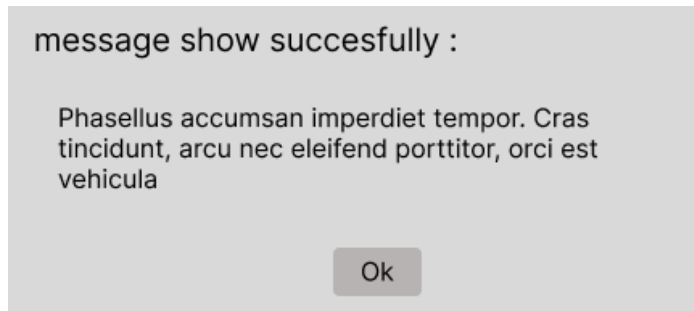 message show succesfully :
Phasellus accumsan imperdiet tempor. Cras
tincidunt, arcu nec eleifend porttitor, orci est
vehicula
Ok